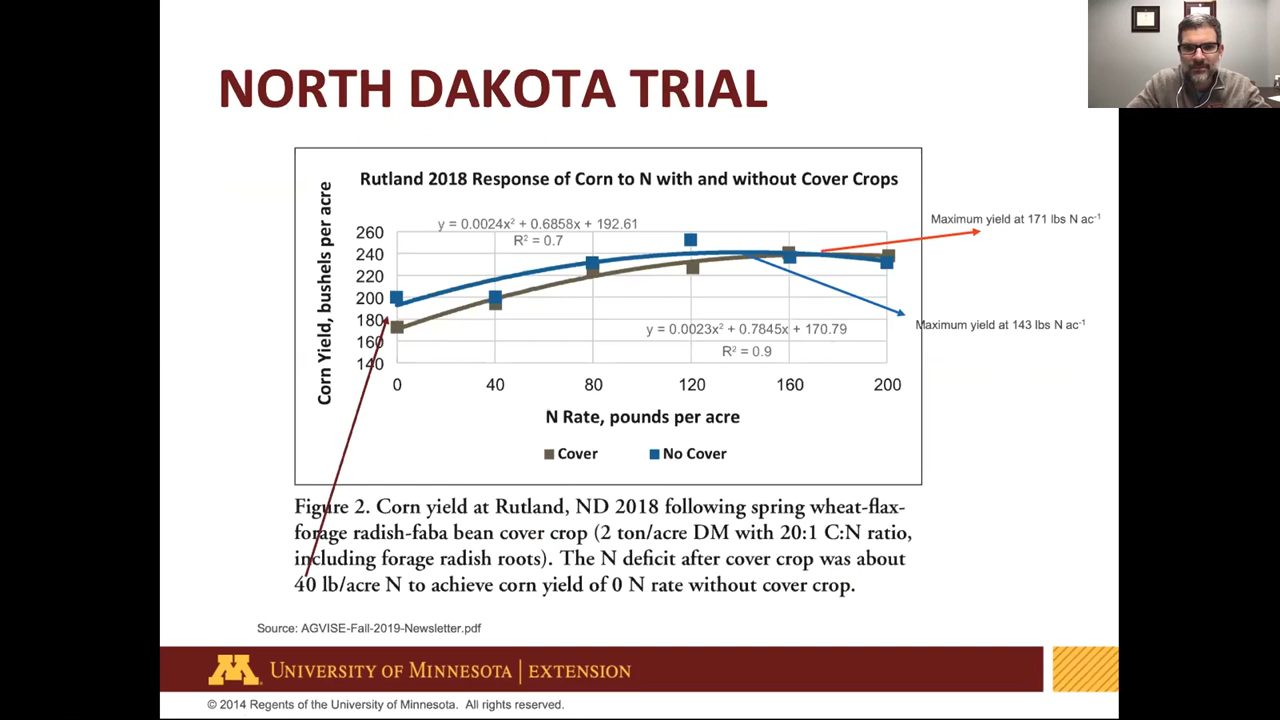 NORTH DAKOTA TRIAL
Rutland 2018 Response of Corn to N with and without Cover Crops
Corn Yield, bushels per acre
y = 0.0024x² + 0.6858x + 192.61
R² = 0.7
Maximum yield at 171 lbs N ac⁻¹
260
240
220
200
180
160
140
y = 0.0023x² + 0.7845x + 170.79
R² = 0.9
Maximum yield at 143 lbs N ac⁻¹
0 40 80 120 160 200
N Rate, pounds per acre
Cover No Cover
Figure 2. Corn yield at Rutland, ND 2018 following spring wheat-flax-
forage radish-faba bean cover crop (2 ton/acre DM with 20:1 C:N ratio,
including forage radish roots). The N deficit after cover crop was about
40 lb/acre N to achieve corn yield of 0 N rate without cover crop.
Source: AGVISE-Fall-2019-Newsletter.pdf
M UNIVERSITY OF MINNESOTA | EXTENSION
© 2014 Regents of the University of Minnesota. All rights reserved.